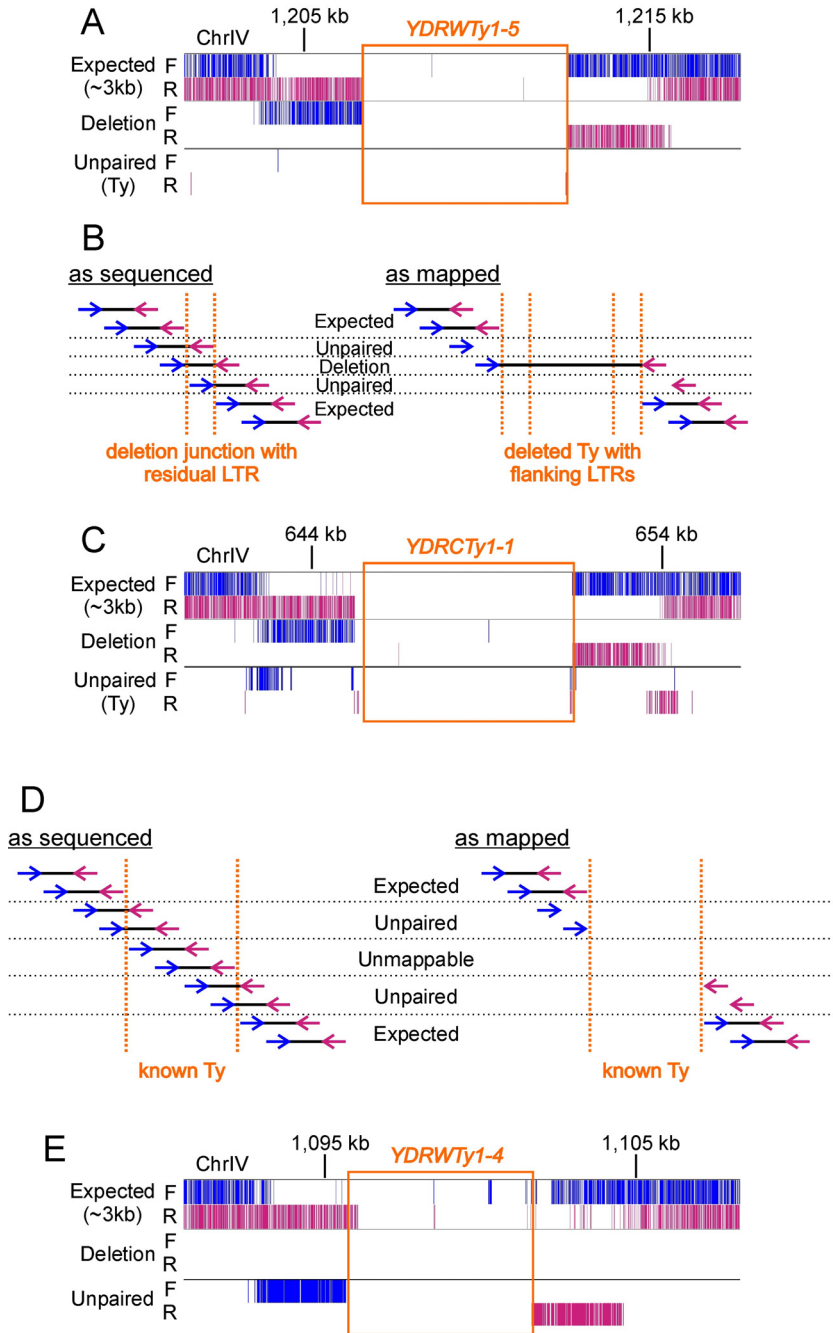 A
1,205 kb
YDRWTy1-5
1,215 kb
ChrIV
Expected F
(~3kb) R
Deletion F
R
Unpaired F
(Ty) R
B
as sequenced
as mapped
Expected
Unpaired
Deletion
Unpaired
Expected
deletion junction with
residual LTR
deleted Ty with
flanking LTRs
C
644 kb
YDRCTy1-1
654 kb
ChrIV
Expected F
(~3kb) R
Deletion F
R
Unpaired F
(Ty) R
D
as sequenced
as mapped
Expected
Unpaired
Unmappable
Unpaired
Expected
known Ty
known Ty
E
1,095 kb
YDRWTy1-4
1,105 kb
ChrIV
Expected F
(~3kb) R
Deletion F
R
Unpaired F
R